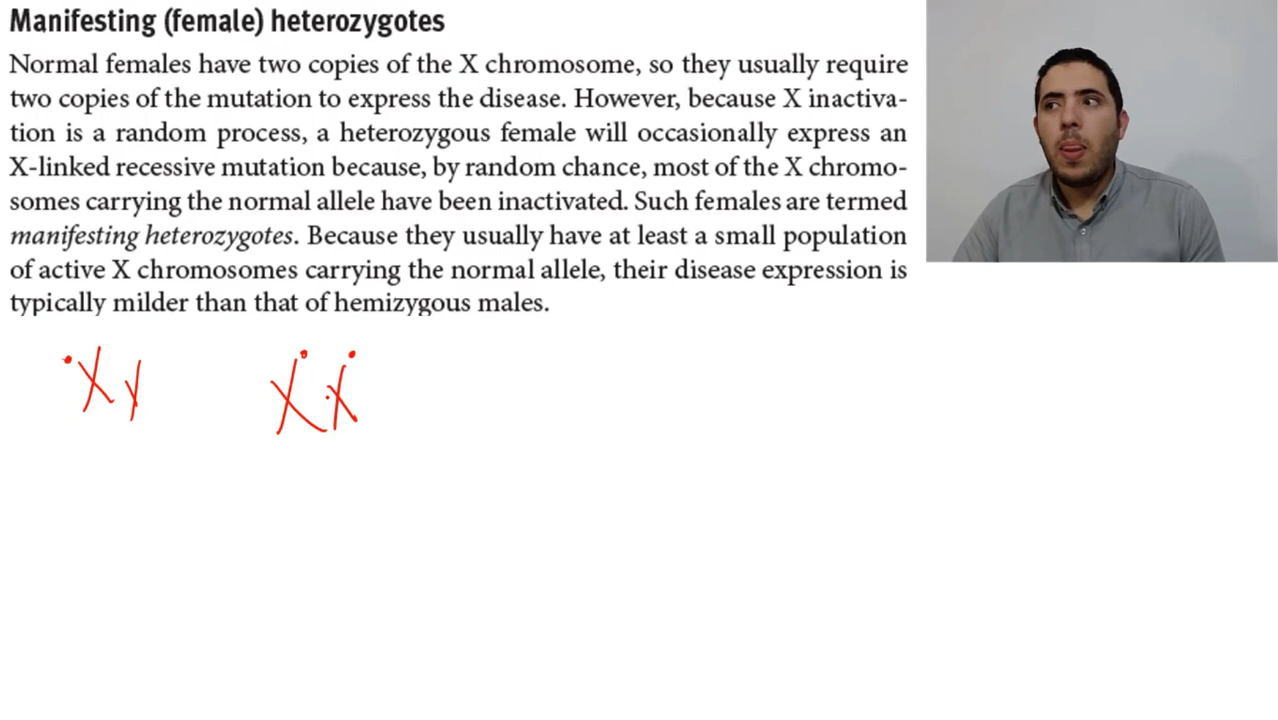 Manifesting (female) heterozygotes
Normal females have two copies of the X chromosome, so they usually require
two copies of the mutation to express the disease. However, because X inactiva-
tion is a random process, a heterozygous female will occasionally express an
X-linked recessive mutation because, by random chance, most of the X chromo-
somes carrying the normal allele have been inactivated. Such females are termed
manifesting heterozygotes. Because they usually have at least a small population
of active X chromosomes carrying the normal allele, their disease expression is
typically milder than that of hemizygous males.
XY XX